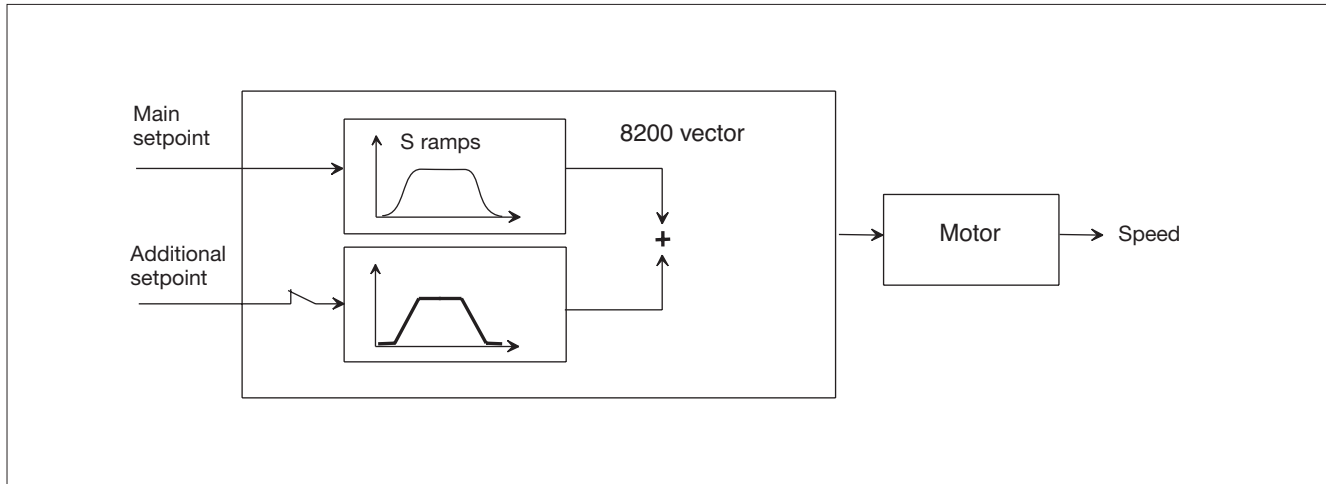 Main
setpoint
S ramps
8200 vector
+
Additional
setpoint
Motor
Speed